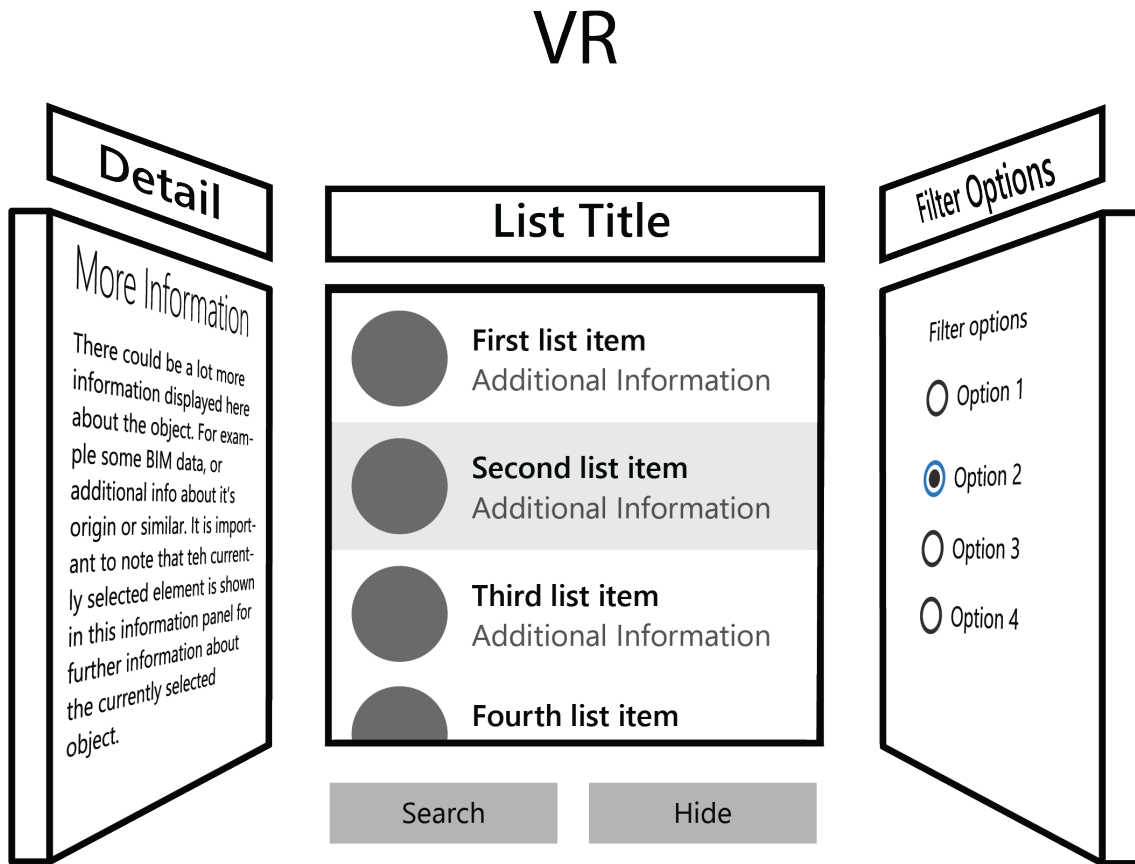 VR
Detail
More Information
There could be a lot more
information displayed here
about the object. For exam-
ple some BIM data, or
additional info about it's
origin or similar. It is import-
ant to note that teh current-
ly selected element is shown
in this information panel for
further information about
the currently selected
object.
List Title
First list item
Additional Information
Second list item
Additional Information
Third list item
Additional Information
Fourth list item
Search
Hide
Filter Options
Filter options
Option 1
Option 2
Option 3
Option 4